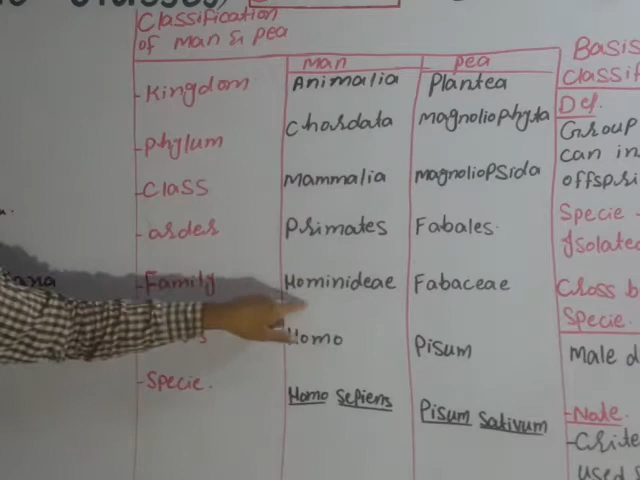 Classification
of man & pea
man pea
-Kingdom Animalia Plantea
-Phylum Chordata magnoliophyta
-Class Mammalia magnoliopsida
-order Primates Fabales.
-Family Hominideae Fabaceae
Homo Pisum
-Specie. Homo Sepiens Pisum Sativum
Basis
Classif
Def.
Group
can in
offspri
Specie
Isolated
Cross b
Specie.
Male d
-Note.
-Crite
used